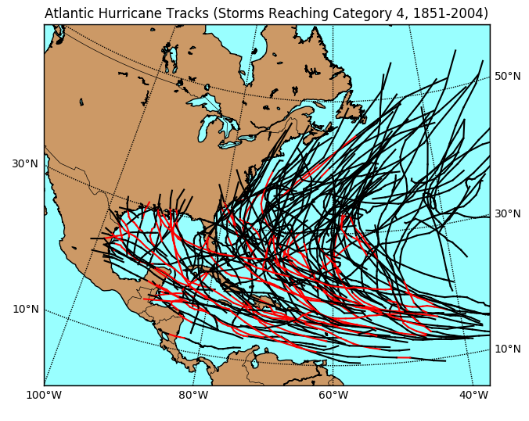 Atlantic Hurricane Tracks (Storms Reaching Category 4, 1851-2004)
50°N
30°N
30°N
10°N
10°N
100°W 80°W 60°W 40°W